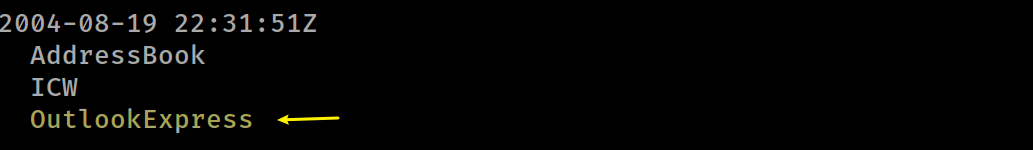 2004-08-19 22:31:51Z
AddressBook
ICW
OutlookExpress